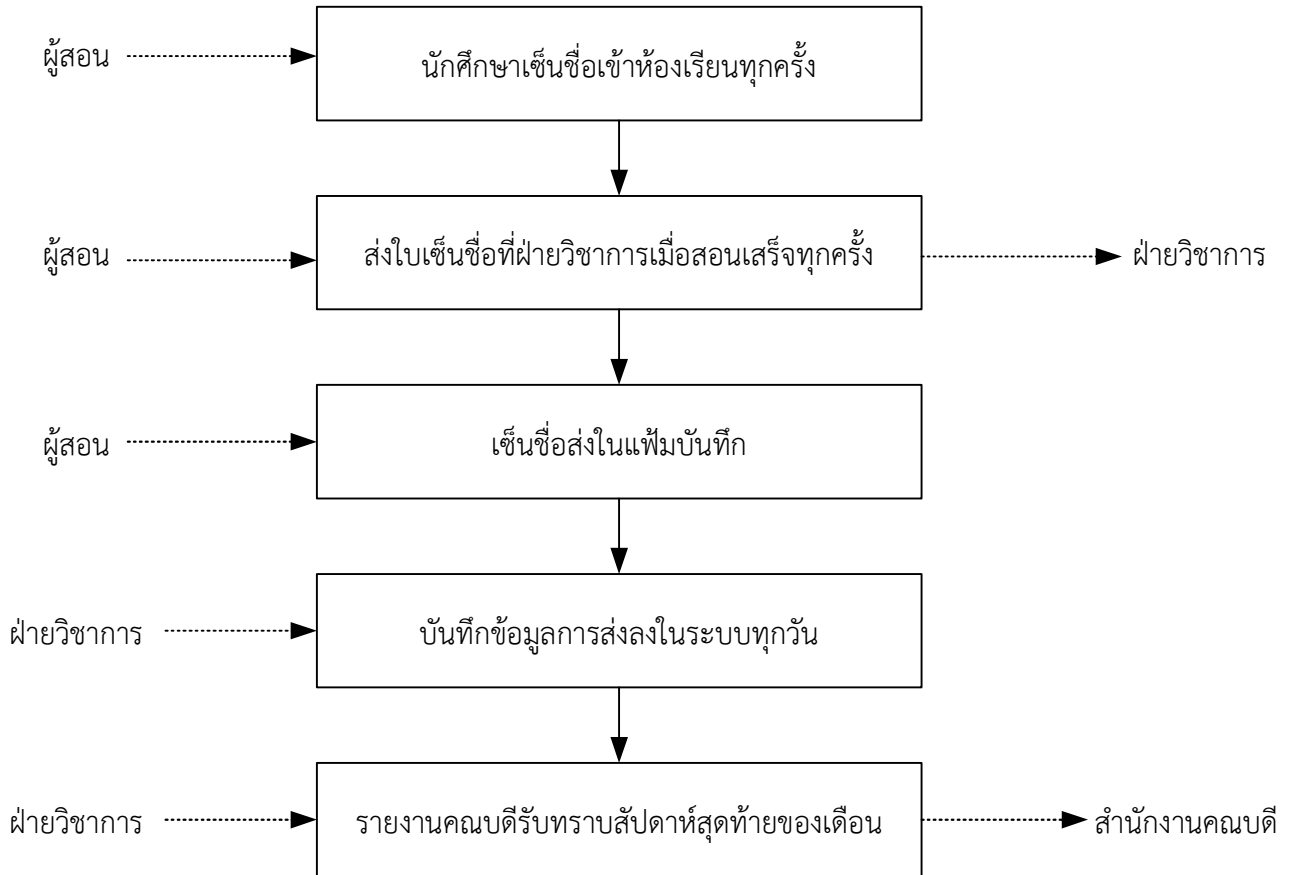 ผู้สอน
นักศึกษาเซ็นชื่อเข้าห้องเรียนทุกครั้ง
ผู้สอน
ส่งใบเซ็นชื่อที่ฝ่ายวิชาการเมื่อสอนเสร็จทุกครั้ง
ฝ่ายวิชาการ
ผู้สอน
เซ็นชื่อส่งในแฟ้มบันทึก
ฝ่ายวิชาการ
บันทึกข้อมูลการส่งลงในระบบทุกวัน
ฝ่ายวิชาการ
รายงานคณบดีรับทราบสัปดาห์สุดท้ายของเดือน
สำนักงานคณบดี